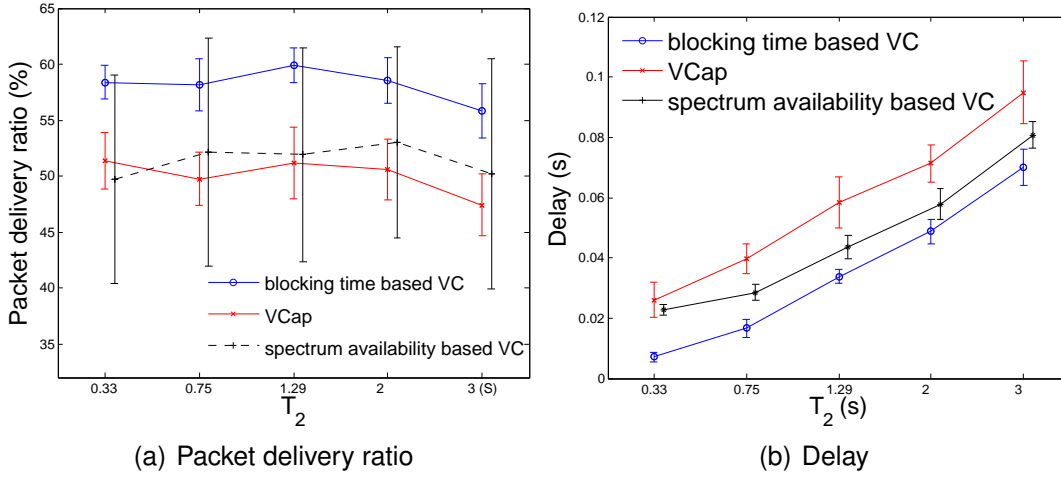 65
60
55
50
45
40
35
Packet delivery ratio (%)
blocking time based VC
VCap
spectrum availability based VC
0.33
0.75
1.29
2
3 (S)
T2
(a) Packet delivery ratio
0.12
0.1
0.08
0.06
0.04
0.02
0
Delay (s)
blocking time based VC
VCap
spectrum availability based VC
0.33
0.75
1.29
2
3
T2 (s)
(b) Delay